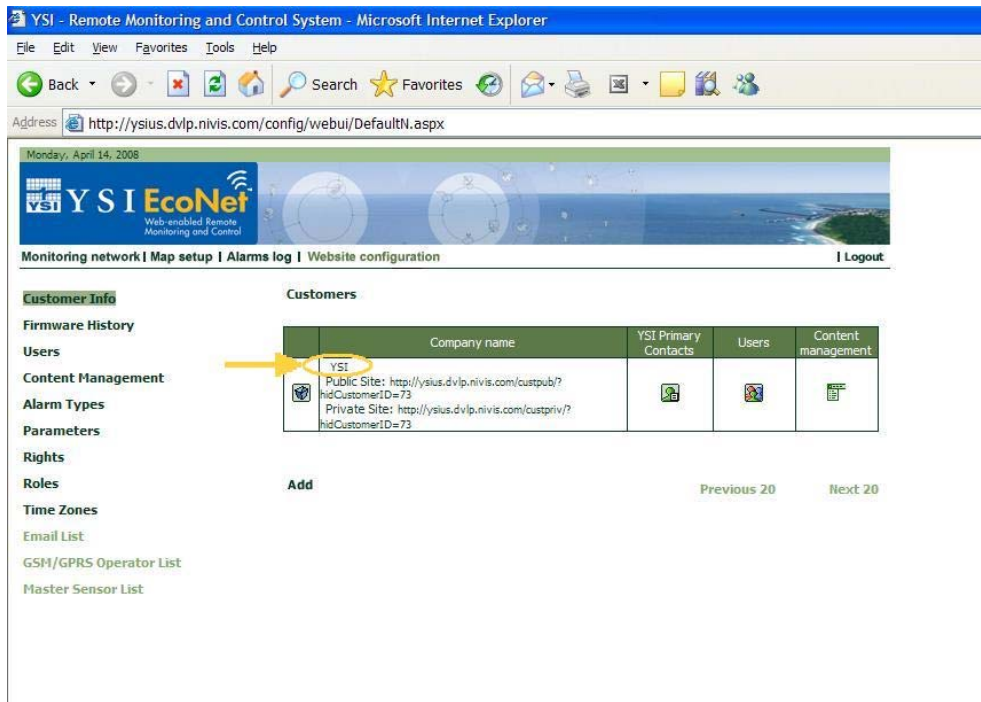 YSI - Remote Monitoring and Control System - Microsoft Internet Explorer
File Edit View Favorites Tools Help
Back Search Favorites
Address http://ysius.dvlp.nivis.com/config/webui/DefaultN.aspx
Monday, April 14, 2008
YSI YSI EcoNet
Web-enabled Remote
Monitoring and Control
Monitoring network | Map setup | Alarms log | Website configuration | Logout
Customer Info
Firmware History
Users
Content Management
Alarm Types
Parameters
Rights
Roles
Time Zones
Email List
GSM/GPRS Operator List
Master Sensor List
Customers
Company name YSI Primary Contacts Users Content management
YSI
Public Site: http://ysius.dvlp.nivis.com/custpub/?
hidCustomerID=73
Private Site: http://ysius.dvlp.nivis.com/custpriv/?
hidCustomerID=73
Add Previous 20 Next 20